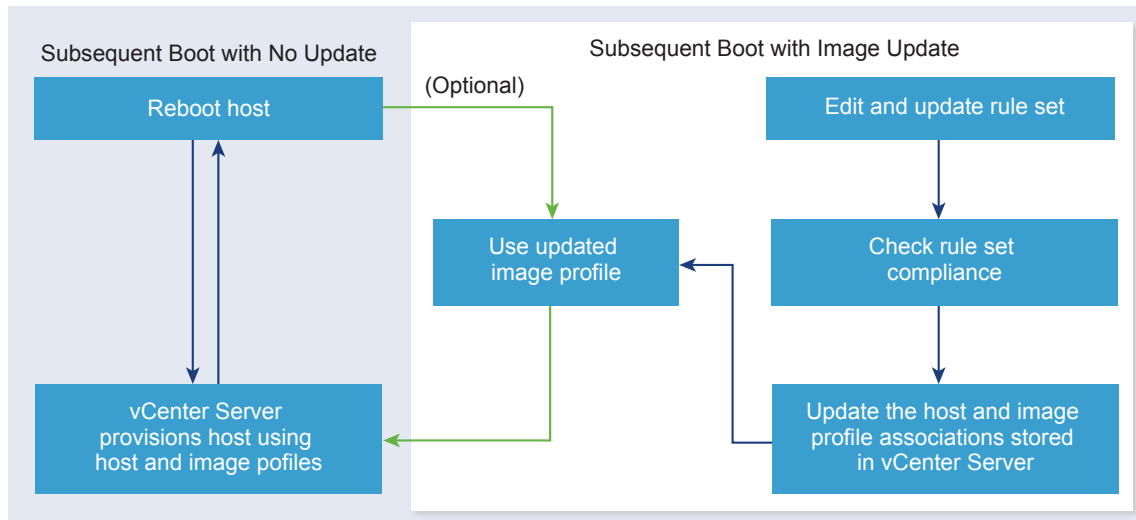 Subsequent Boot with No Update
Reboot host
vCenter Server
provisions host using
host and image pofiles
Subsequent Boot with Image Update
(Optional)
Use updated
image profile
Edit and update rule set
Check rule set
compliance
Update the host and image
profile associations stored
in vCenter Server